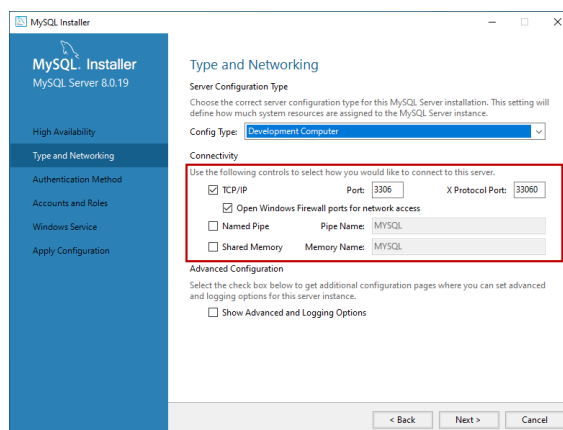 MySQL Installer
MySQL. Installer
MySQL Server 8.0.19
High Availability
Type and Networking
Authentication Method
Accounts and Roles
Windows Service
Apply Configuration
Type and Networking
Server Configuration Type
Choose the correct server configuration type for this MySQL Server installation. This setting will
define how much system resources are assigned to the MySQL Server instance.
Config Type: Development Computer
Connectivity
Use the following controls to select how you would like to connect to this server.
TCP/IP Port: 3306 X Protocol Port: 33060
Open Windows Firewall ports for network access
Named Pipe Pipe Name: MYSQL
Shared Memory Memory Name: MYSQL
Advanced Configuration
Select the check box below to get additional configuration pages where you can set advanced
and logging options for this server instance.
Show Advanced and Logging Options
< Back Next > Cancel